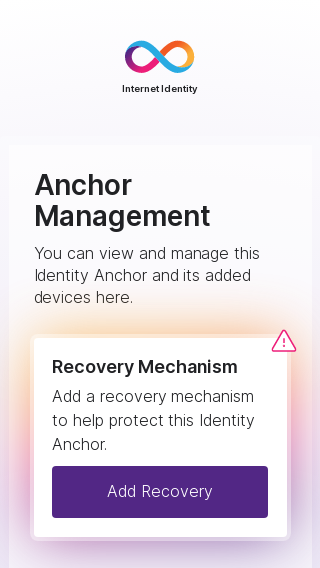 Internet Identity
Anchor
Management
You can view and manage this
Identity Anchor and its added
devices here.
Recovery Mechanism
Add a recovery mechanism
to help protect this Identity
Anchor.
Add Recovery